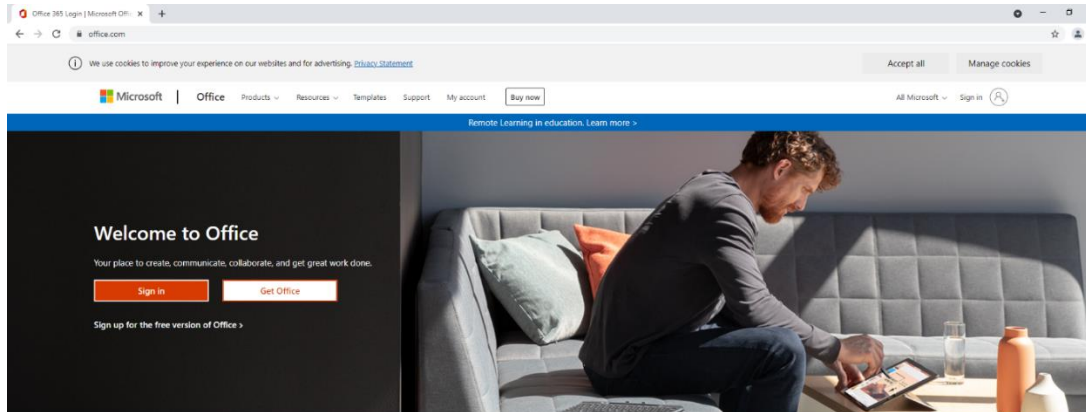 Office 365 Login | Microsoft Offi
office.com
We use cookies to improve your experience on our websites and for advertising. Privacy Statement
Accept all Manage cookies
Microsoft Office Products Resources Templates Support My account Buy now All Microsoft Sign in
Remote Learning in education. Learn more >
Welcome to Office
Your place to create, communicate, collaborate, and get great work done.
Sign in Get Office
Sign up for the free version of Office >